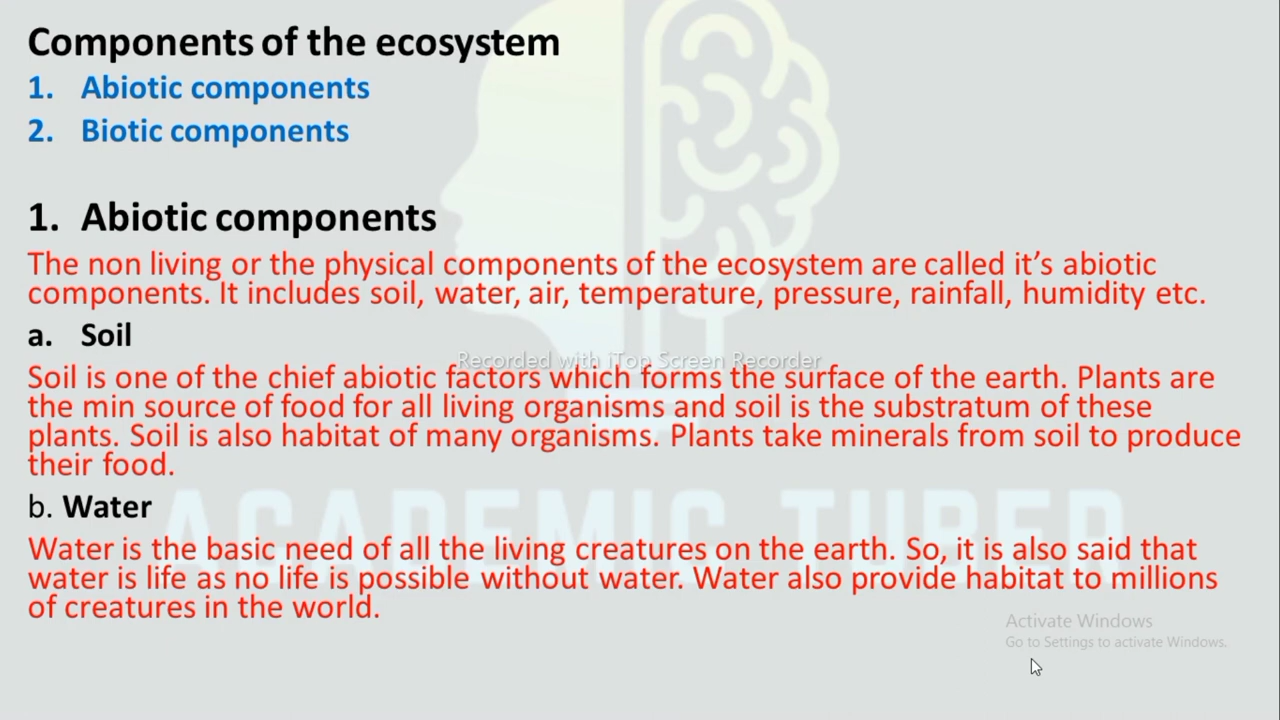 Components of the ecosystem
1. Abiotic components
2. Biotic components
1. Abiotic components
The non living or the physical components of the ecosystem are called it’s abiotic
components. It includes soil, water, air, temperature, pressure, rainfall, humidity etc.
a. Soil
Recorded with iTop Screen Recorder
Soil is one of the chief abiotic factors which forms the surface of the earth. Plants are
the min source of food for all living organisms and soil is the substratum of these
plants. Soil is also habitat of many organisms. Plants take minerals from soil to produce
their food.
b. Water
ACADEMIC TUBER
Water is the basic need of all the living creatures on the earth. So, it is also said that
water is life as no life is possible without water. Water also provide habitat to millions
of creatures in the world.
Activate Windows
Go to Settings to activate Windows.